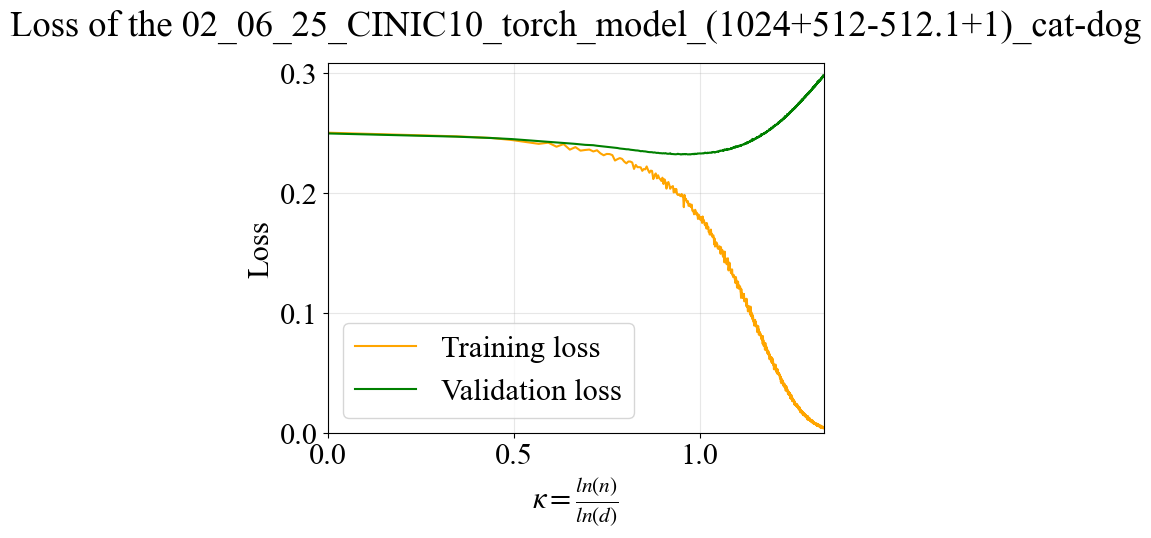 Loss of the 02_06_25_CINIC10_torch_model_(1024+512-512.1+1)_cat-dog
0.3
0.2
0.1
0.0
Loss
Training loss
Validation loss
0.0 0.5 1.0
κ = ln(n) / ln(d)